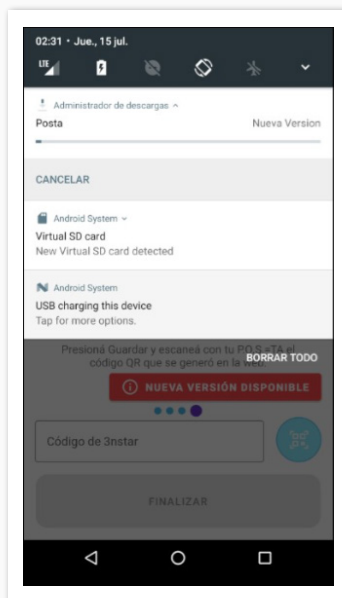 02:31 • Jue., 15 jul.
LTE
Administrador de descargas
Posta Nueva Version
CANCELAR
Android System
Virtual SD card
New Virtual SD card detected
Android System
USB charging this device
Tap for more options.
BORRAR TODO
Presioná Guardar y escaneá con tu P.O.S.=TA el
código QR que se generó en la web.
NUEVA VERSIÓN DISPONIBLE
Código de 3nstar
FINALIZAR